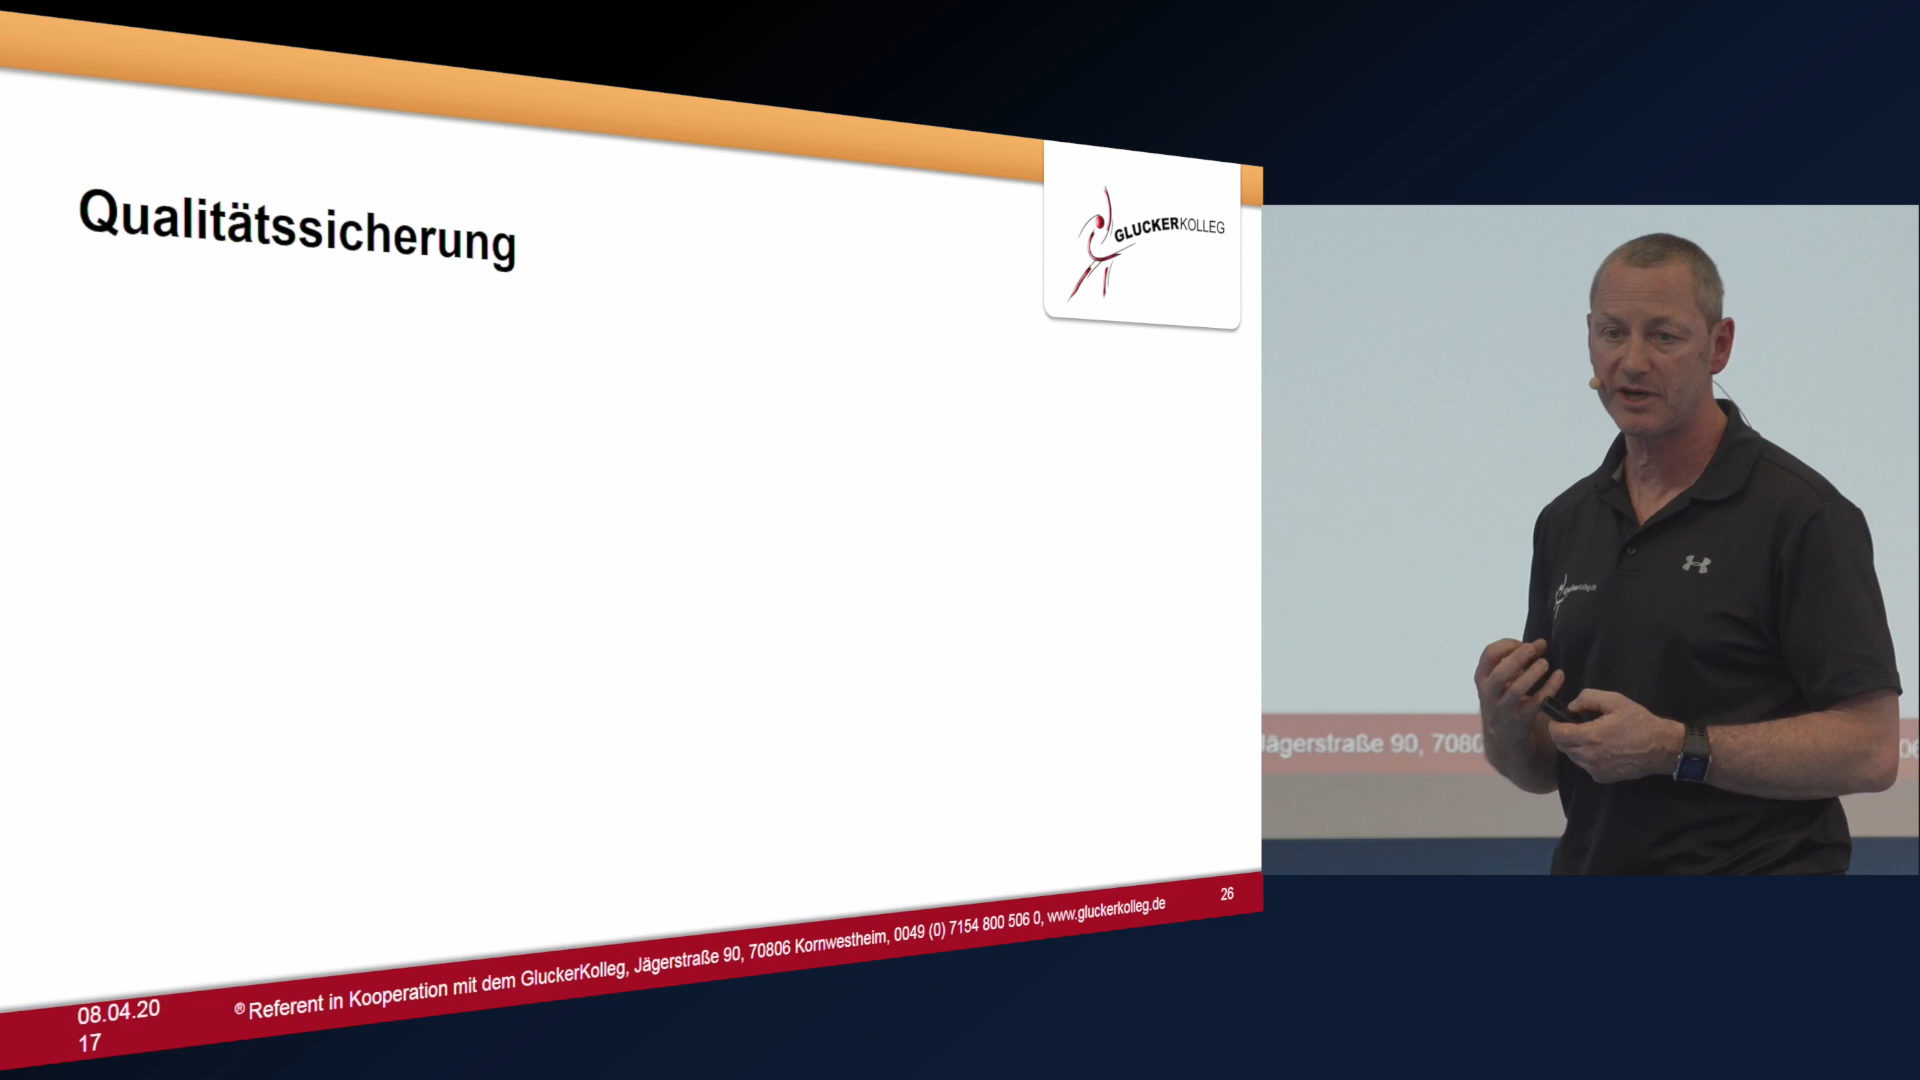 Qualitätssicherung
GLUCKERKOLLEG
26
08.04.20
17
® Referent in Kooperation mit dem GluckerKolleg, Jägerstraße 90, 70806 Kornwestheim, 0049 (0) 7154 800 506 0, www.gluckerkolleg.de
Jägerstraße 90, 7080